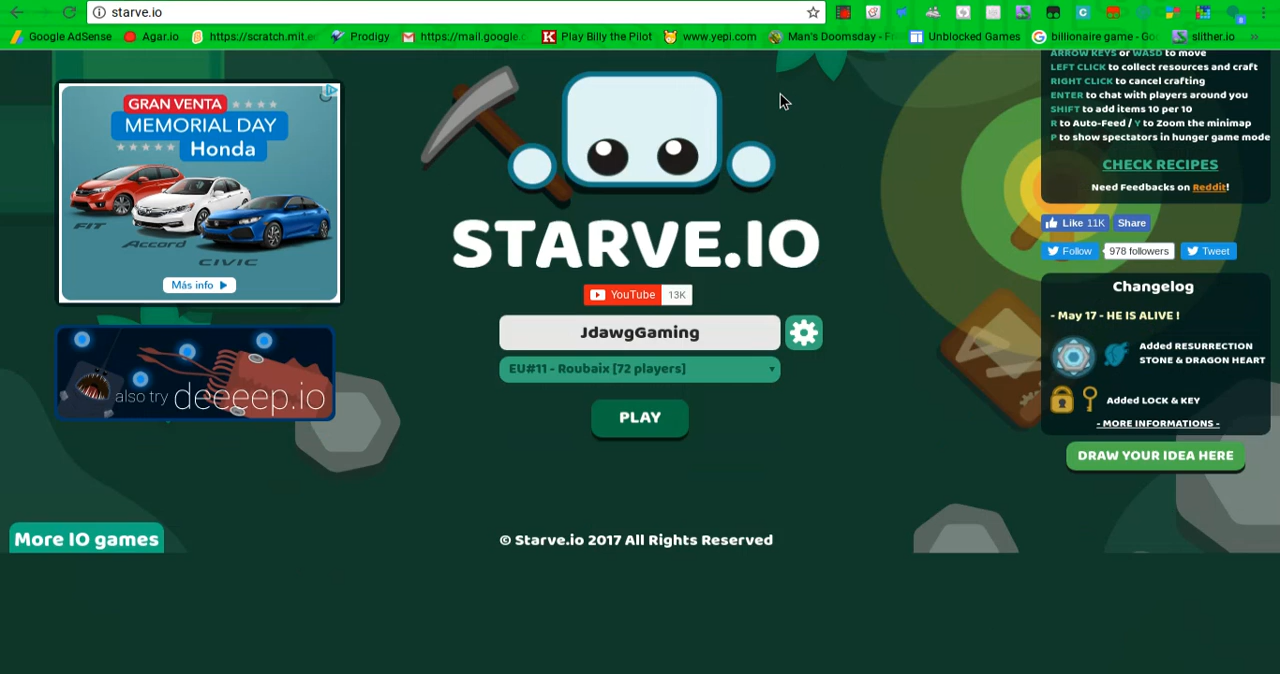 starve.io
Google AdSense
Agar.io
https://scratch.mit.ec
Prodigy
https://mail.google.c
Play Billy the Pilot
www.yepi.com
Man's Doomsday - F
Unblocked Games
billionaire game - Go
slither.io
»
GRAN VENTA
MEMORIAL DAY
Honda
FIT
Accord
CIVIC
Más info
also try deeeep.io
More IO games
STARVE.IO
YouTube 13K
JdawgGaming
EU#11 - Roubaix [72 players]
PLAY
© Starve.io 2017 All Rights Reserved
ARROW KEYS or WASD to move
LEFT CLICK to collect resources and craft
RIGHT CLICK to cancel crafting
ENTER to chat with players around you
SHIFT to add items 10 per 10
R to Auto-Feed / Y to Zoom the minimap
P to show spectators in hunger game mode
CHECK RECIPES
Need Feedbacks on Reddit!
Like 11K Share
Follow 978 followers Tweet
Changelog
- May 17 - HE IS ALIVE !
Added RESURRECTION
STONE & DRAGON HEART
Added LOCK & KEY
- MORE INFORMATIONS -
DRAW YOUR IDEA HERE